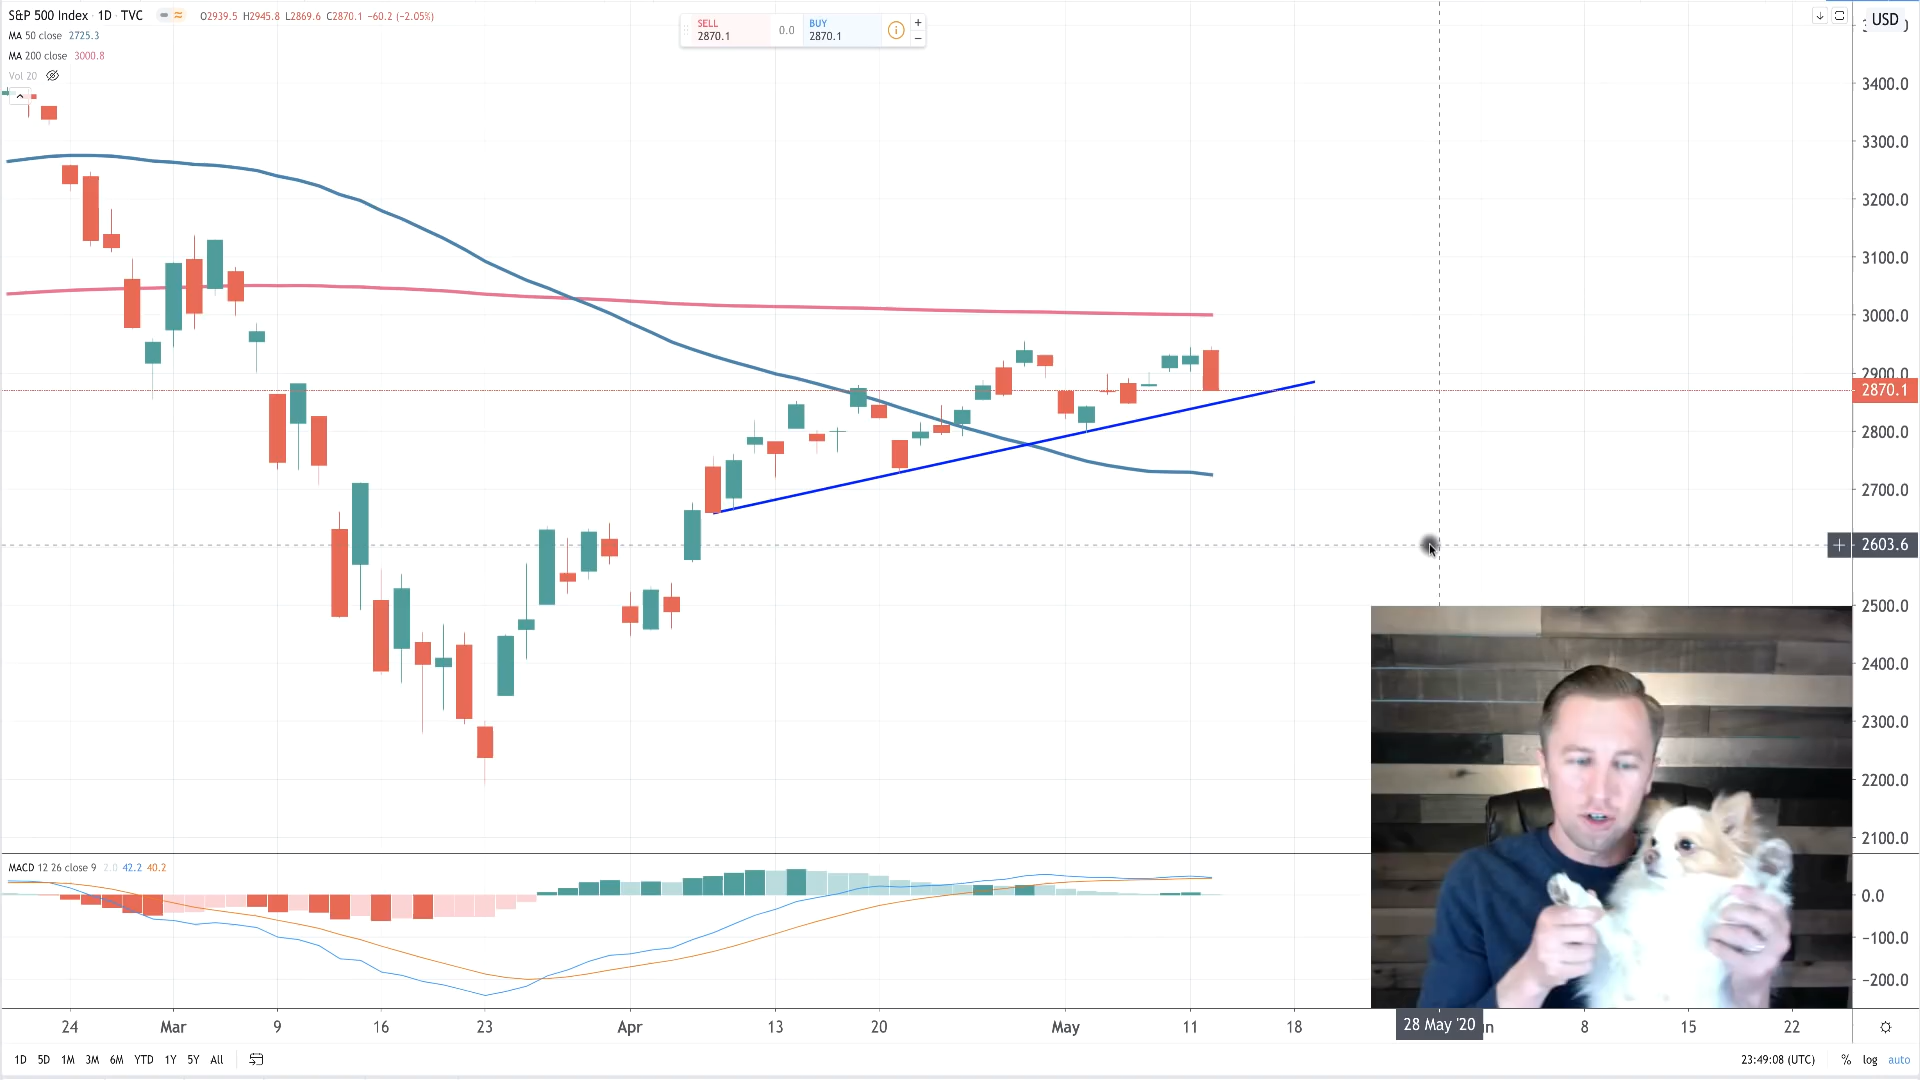 S&P 500 Index · 1D · TVC
O2939.5 H2945.8 L2869.6 C2870.1 −60.2 (−2.05%)
SELL
2870.1
0.0
BUY
2870.1
+
−
USD
MA 50 close 2725.3
MA 200 close 3000.8
Vol 20
3400.0
3300.0
3200.0
3100.0
3000.0
2900.0
2870.1
2800.0
2700.0
2603.6
2500.0
2400.0
2300.0
2200.0
2100.0
MACD 12 26 close 9 2.0 42.2 40.2
0.0
−100.0
−200.0
24 Mar 9 16 23 Apr 13 20 May 11 18 28 May '20 8 15 22
1D 5D 1M 3M 6M YTD 1Y 5Y All
23:49:08 (UTC) % log auto